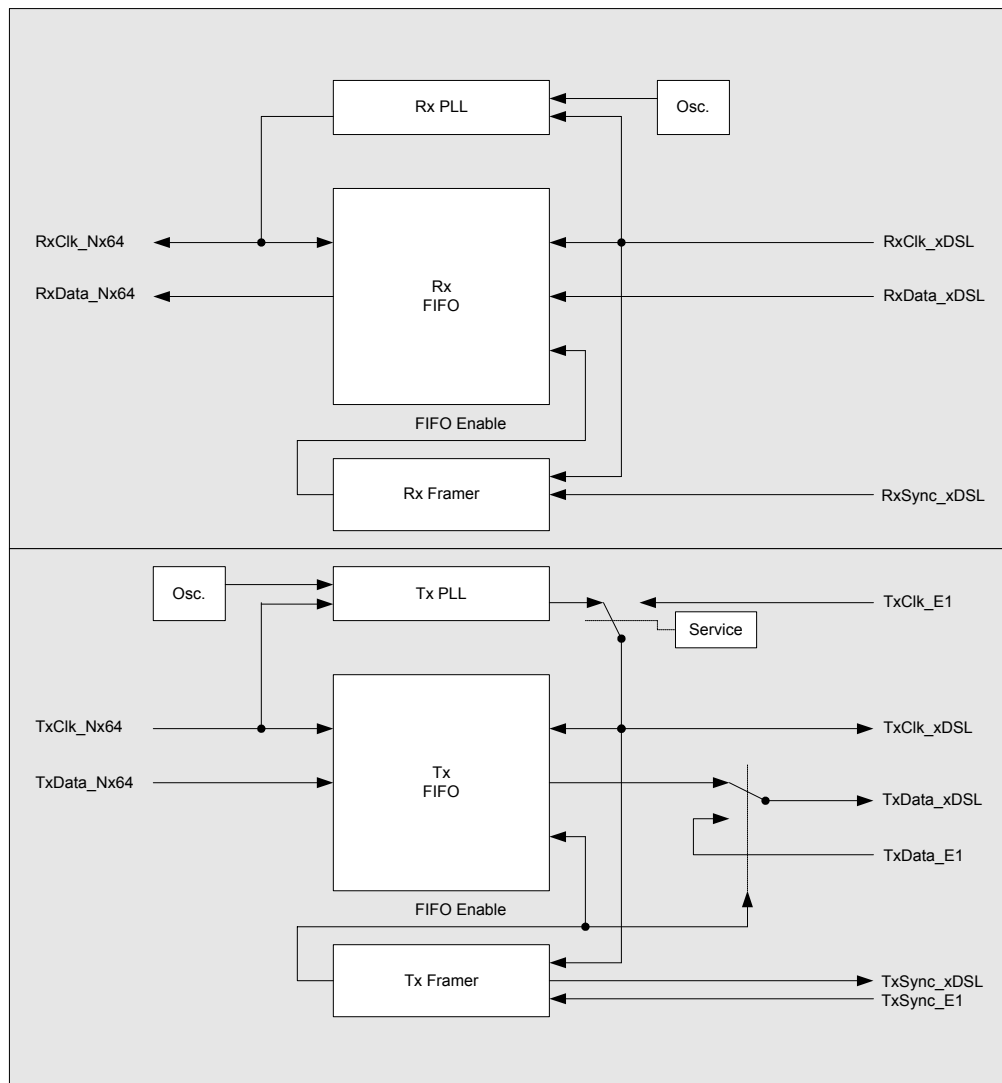 Rx PLL
Osc.
RxClk_Nx64
RxClk_xDSL
Rx
FIFO
RxData_Nx64
RxData_xDSL
FIFO Enable
Rx Framer
RxSync_xDSL
Osc.
Tx PLL
TxClk_E1
Service
TxClk_Nx64
TxClk_xDSL
Tx
FIFO
TxData_Nx64
TxData_xDSL
TxData_E1
FIFO Enable
Tx Framer
TxSync_xDSL
TxSync_E1